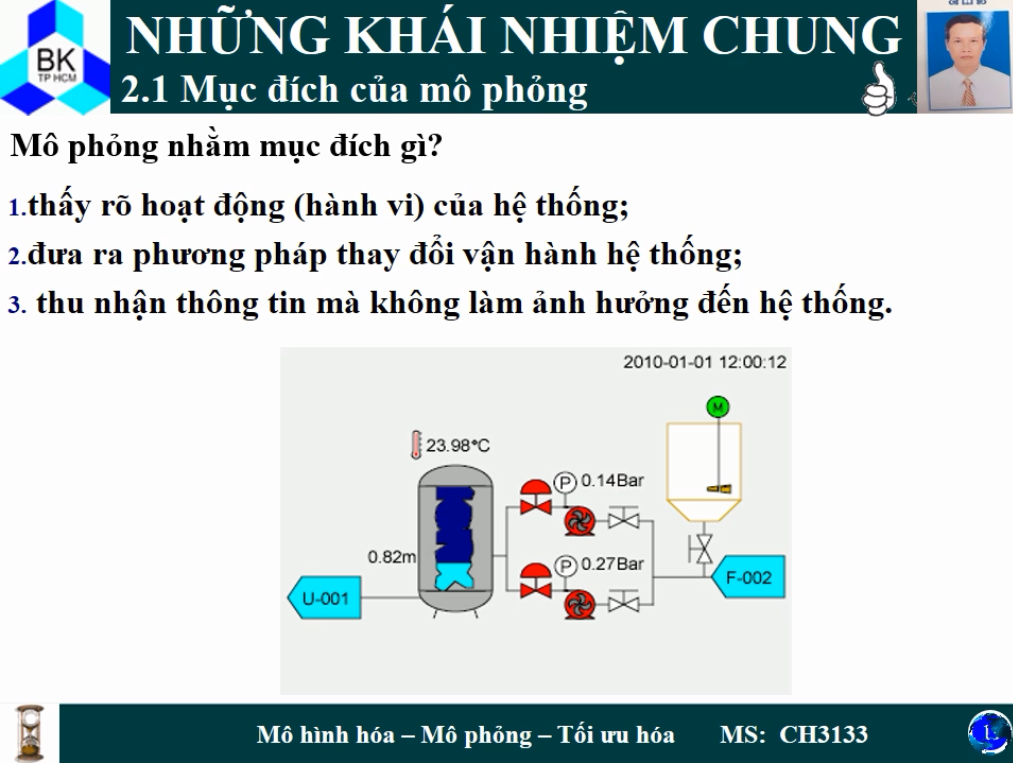 NHỮNG KHÁI NHIỆM CHUNG
BK
TP HCM
2.1 Mục đích của mô phỏng
Mô phỏng nhằm mục đích gì?
1.thấy rõ hoạt động (hành vi) của hệ thống;
2.đưa ra phương pháp thay đổi vận hành hệ thống;
3. thu nhận thông tin mà không làm ảnh hưởng đến hệ thống.
2010-01-01 12:00:12
M
23.98°C
P 0.14Bar
0.82m
P 0.27Bar
F-002
U-001
Mô hình hóa – Mô phỏng – Tối ưu hóa MS: CH3133